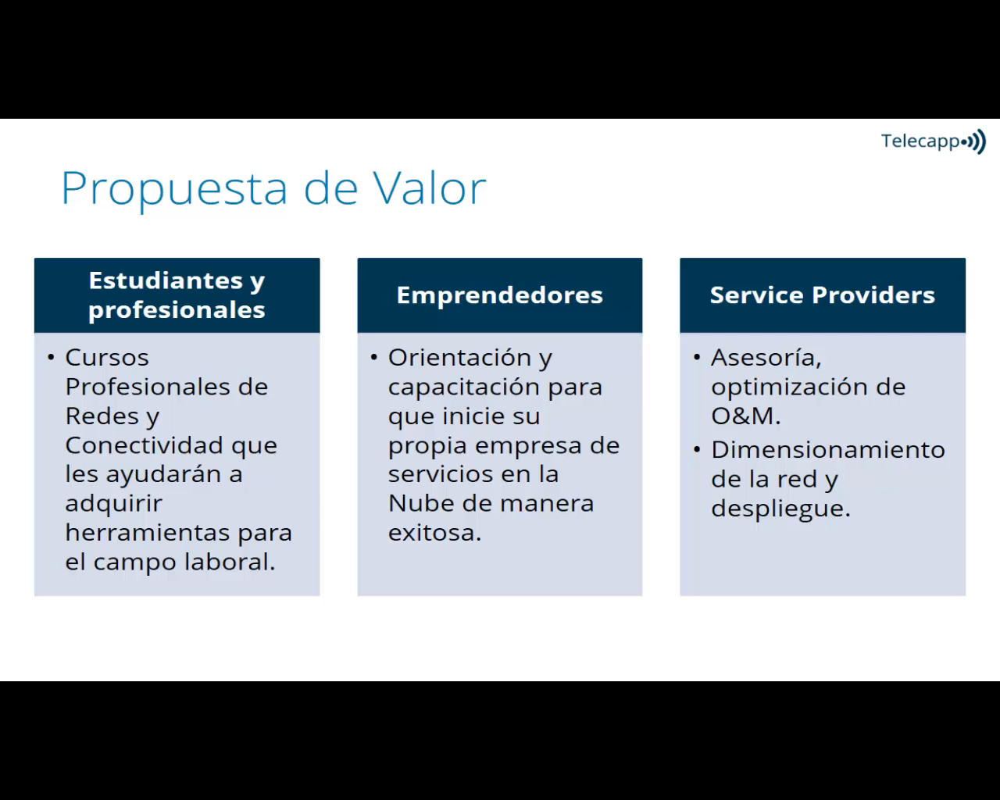 Telecapp
Propuesta de Valor
Estudiantes y
profesionales
• Cursos
Profesionales de
Redes y
Conectividad que
les ayudarán a
adquirir
herramientas para
el campo laboral.
Emprendedores
• Orientación y
capacitación para
que inicie su
propia empresa de
servicios en la
Nube de manera
exitosa.
Service Providers
• Asesoría,
optimización de
O&M.
• Dimensionamiento
de la red y
despliegue.